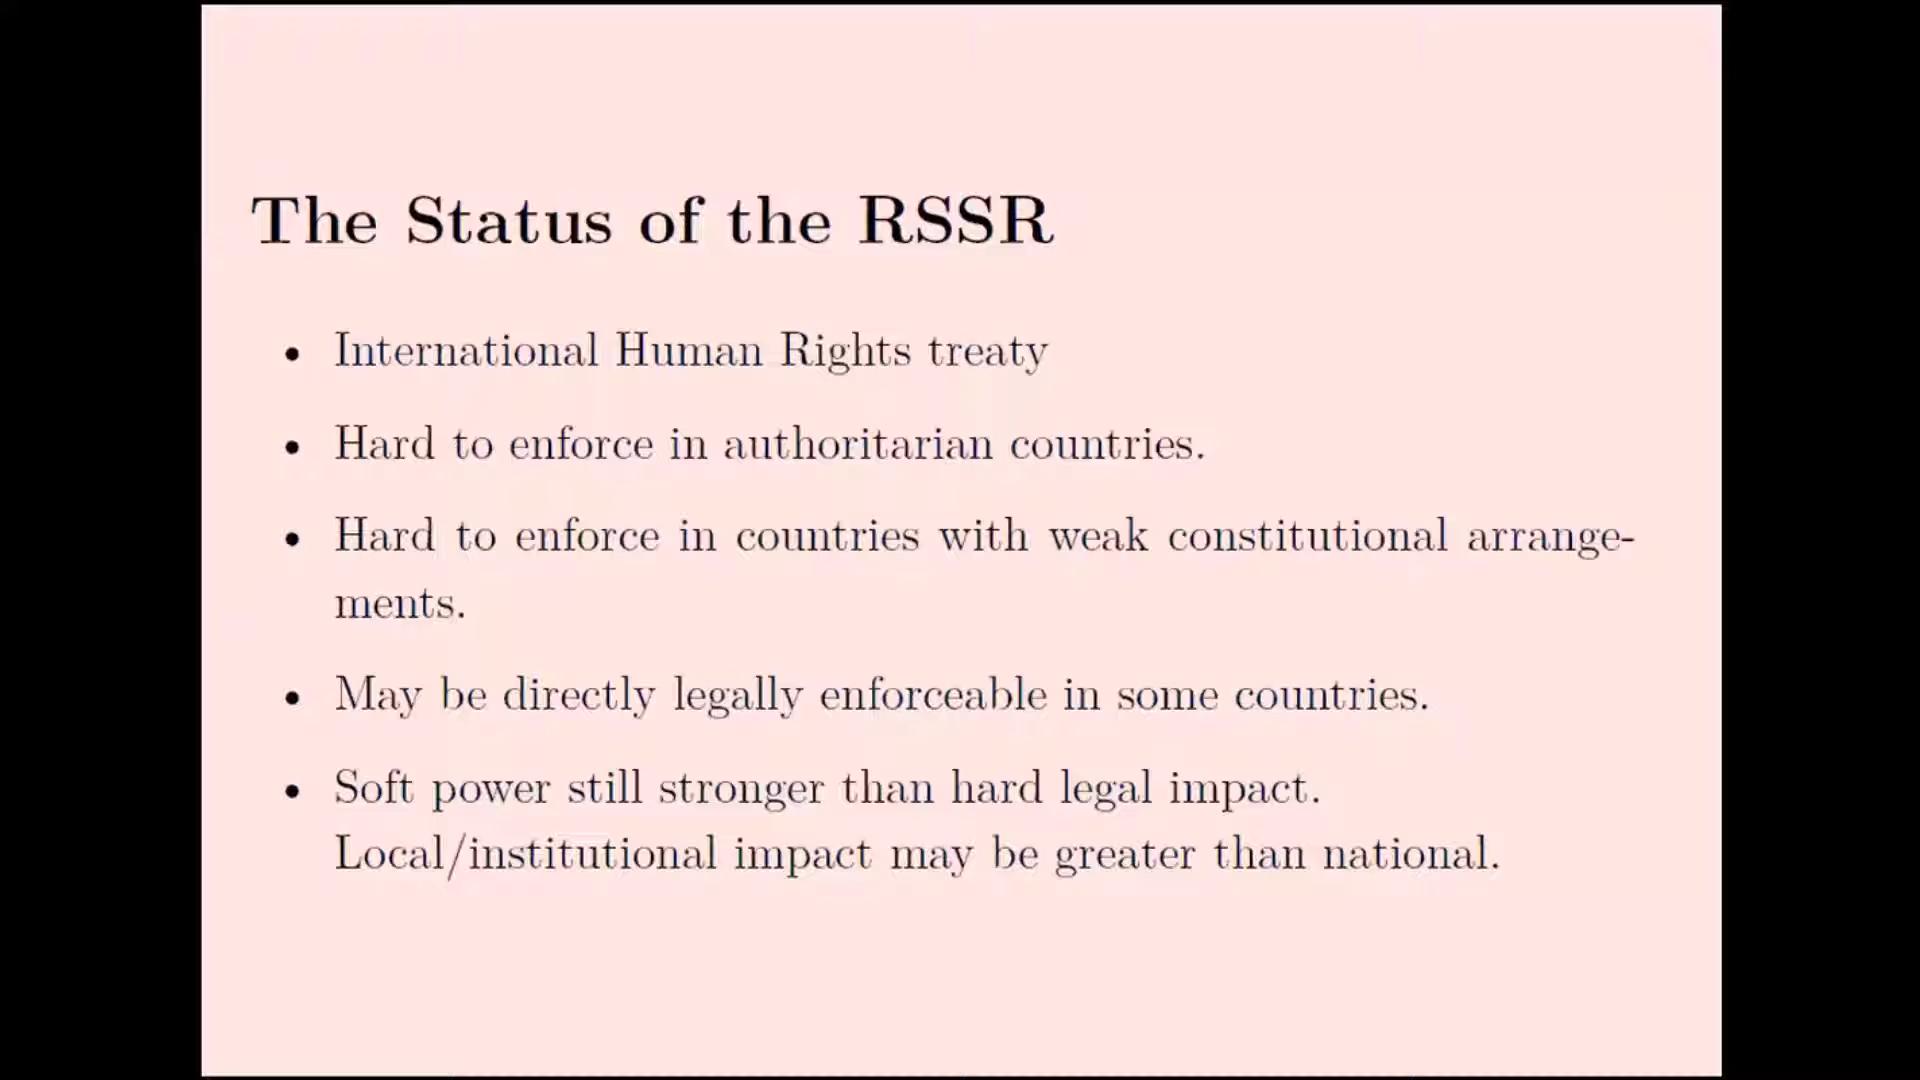 The Status of the RSSR
• International Human Rights treaty
• Hard to enforce in authoritarian countries.
• Hard to enforce in countries with weak constitutional arrange-
ments.
• May be directly legally enforceable in some countries.
• Soft power still stronger than hard legal impact.
Local/institutional impact may be greater than national.